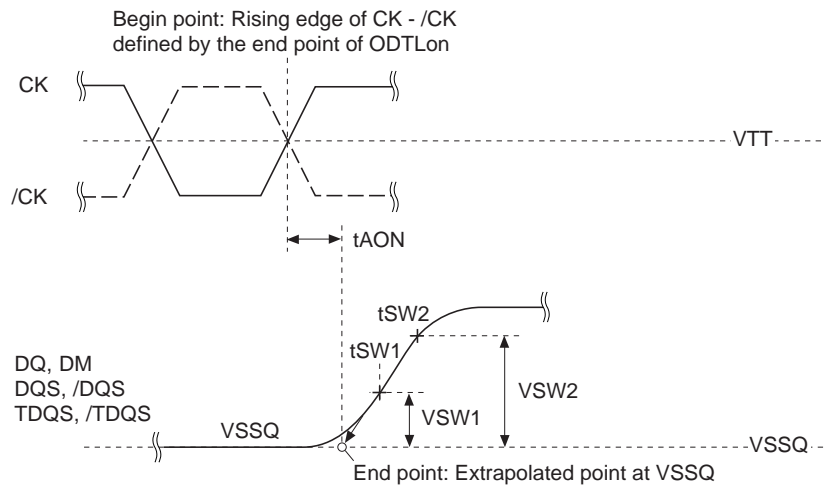 Begin point: Rising edge of CK - /CK
defined by the end point of ODTLon
CK
VTT
/CK
tAON
tSW2
tSW1
DQ, DM
DQS, /DQS
TDQS, /TDQS
VSW2
VSW1
VSSQ
VSSQ
End point: Extrapolated point at VSSQ